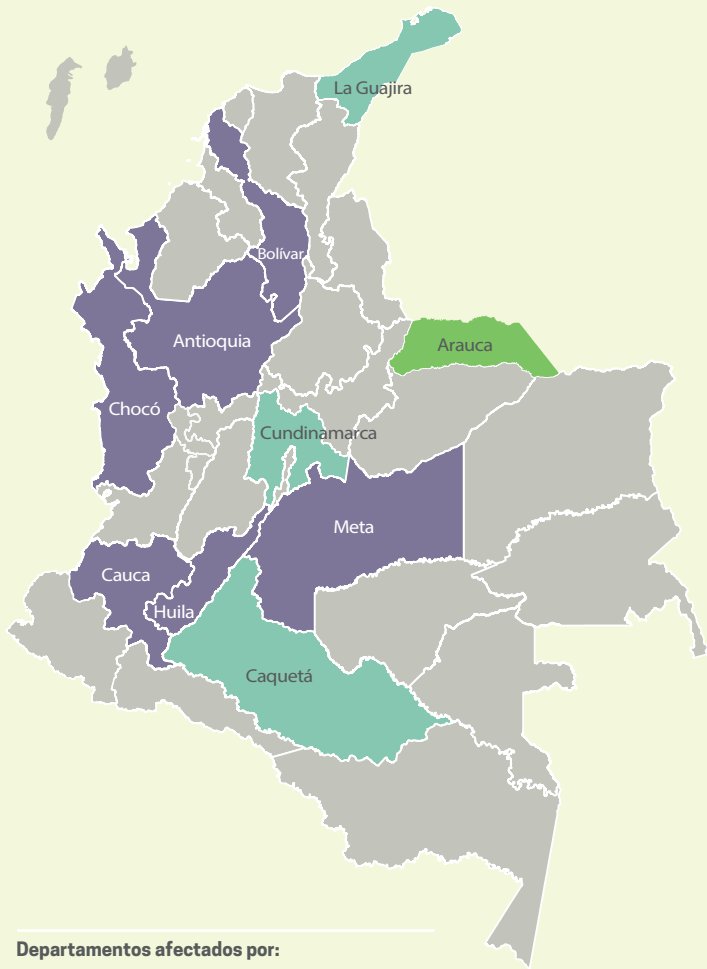 La Guajira
Bolívar
Antioquia
Arauca
Chocó
Cundinamarca
Meta
Cauca
Huila
Caquetá
Departamentos afectados por: